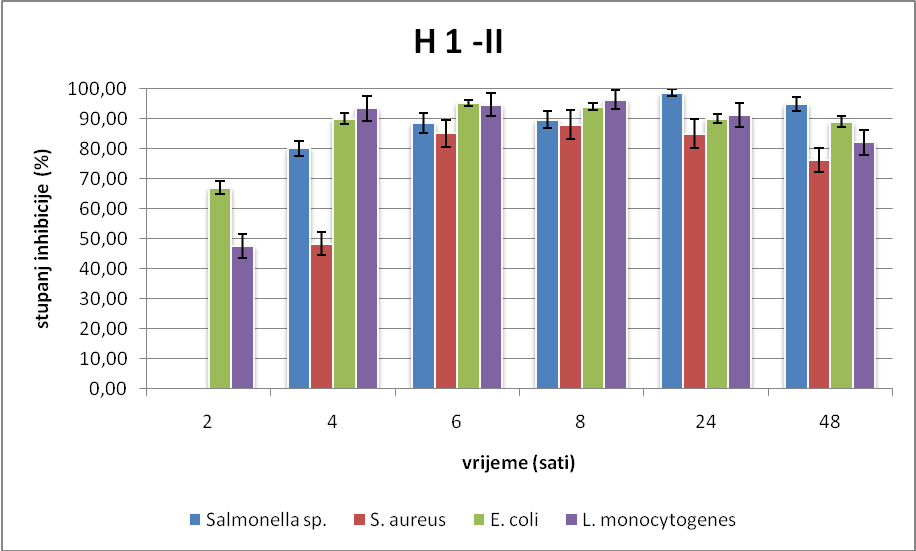 H 1 -II
stupanj inhibicije (%)
100,00
90,00
80,00
70,00
60,00
50,00
40,00
30,00
20,00
10,00
0,00
2 4 6 8 24 48
vrijeme (sati)
Salmonella sp. S. aureus E. coli L. monocytogenes